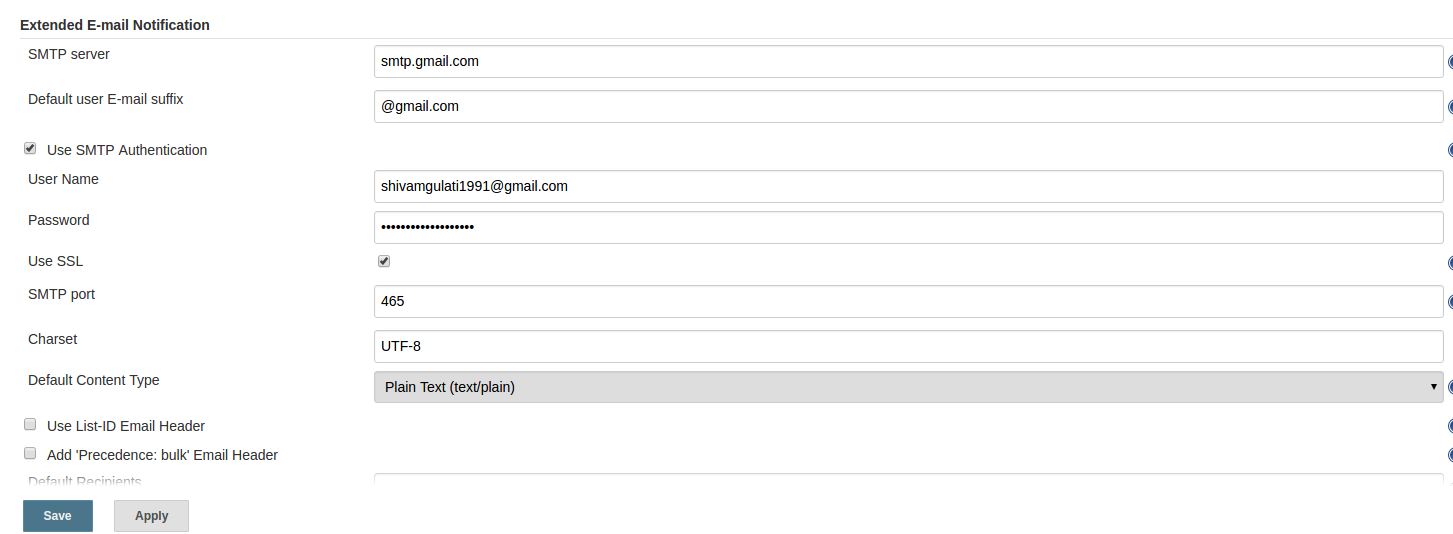 Extended E-mail Notification
SMTP server
smtp.gmail.com
Default user E-mail suffix
@gmail.com
Use SMTP Authentication
User Name
shivamgulati1991@gmail.com
Password
•••••••••••••••••••
Use SSL
SMTP port
465
Charset
UTF-8
Default Content Type
Plain Text (text/plain)
Use List-ID Email Header
Add 'Precedence: bulk' Email Header
Default Recipients
Save
Apply